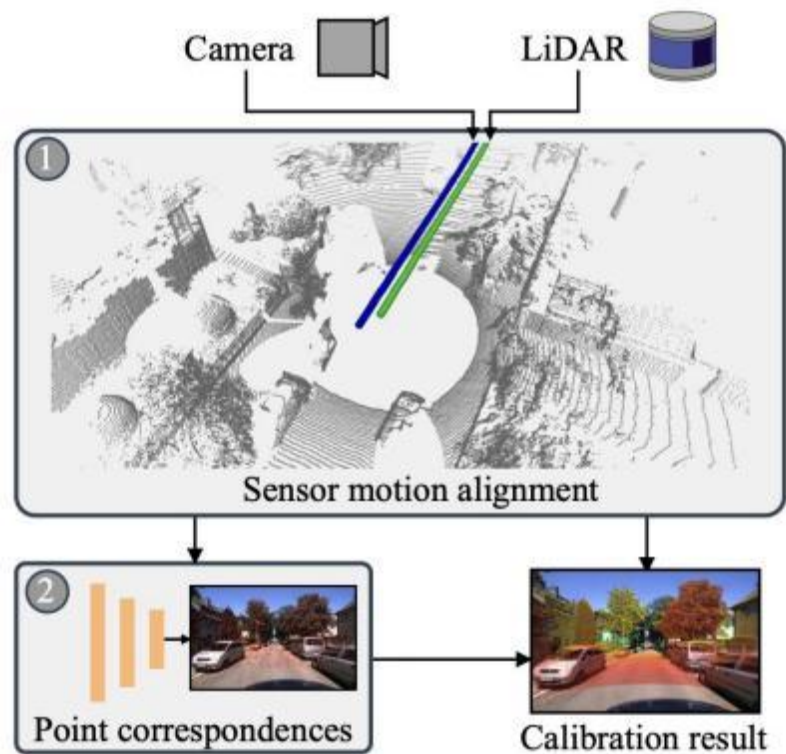 Camera
LiDAR
1
Sensor motion alignment
2
Point correspondences
Calibration result